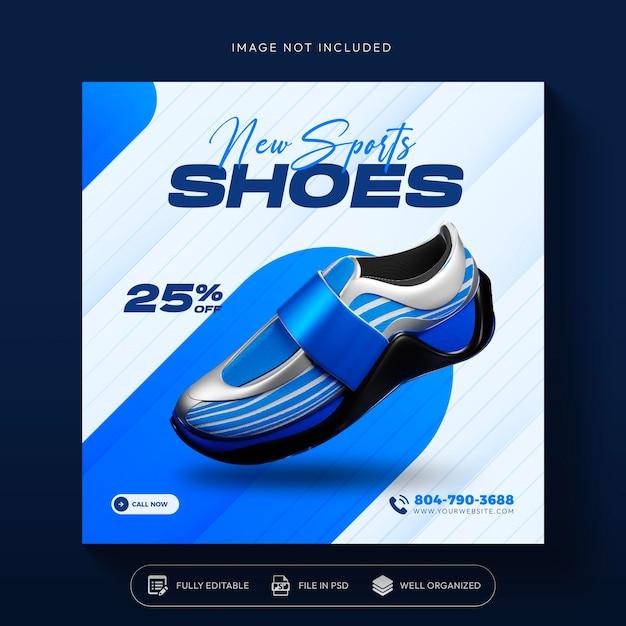 IMAGE NOT INCLUDED
New Sports
SHOES
25%
OFF
CALL NOW
804-790-3688
WWW.YOURWEBSITE.COM
FULLY EDITABLE
PSD
FILE IN PSD
WELL ORGANIZED